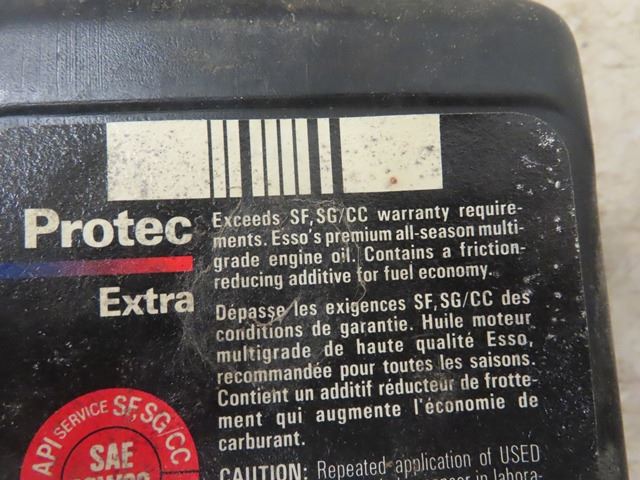 Protec
Extra
Exceeds SF,SG/CC warranty require-
ments. Esso's premium all-season multi-
grade engine oil. Contains a friction-
reducing additive for fuel economy.
Dépasse les exigences SF,SG/CC des
conditions de garantie. Huile moteur
multigrade de haute qualité Esso,
recommandée pour toutes les saisons.
Contient un additif réducteur de frotte-
ment qui augmente l'économie de
carburant.
API SERVICE SF,SG/CC
SAE
CAUTION: Repeated application of USED
in labora-